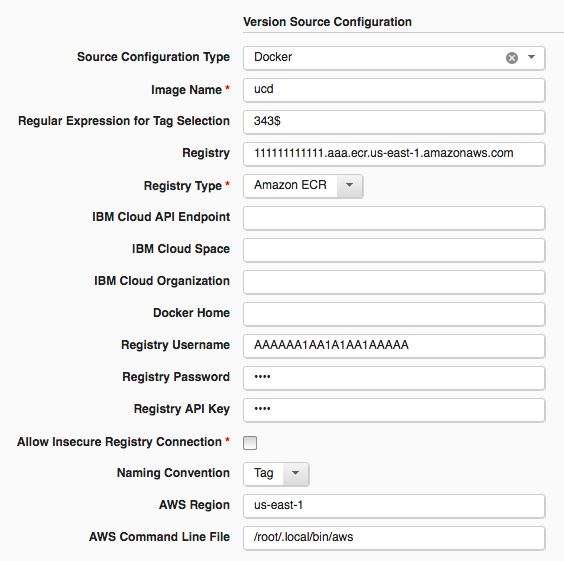 Version Source Configuration
Source Configuration Type Docker
Image Name * ucd
Regular Expression for Tag Selection 343$
Registry 111111111111.aaa.ecr.us-east-1.amazonaws.com
Registry Type * Amazon ECR
IBM Cloud API Endpoint
IBM Cloud Space
IBM Cloud Organization
Docker Home
Registry Username AAAAAA1AA1A1AA1AAAAA
Registry Password ••••
Registry API Key ••••
Allow Insecure Registry Connection *
Naming Convention Tag
AWS Region us-east-1
AWS Command Line File /root/.local/bin/aws